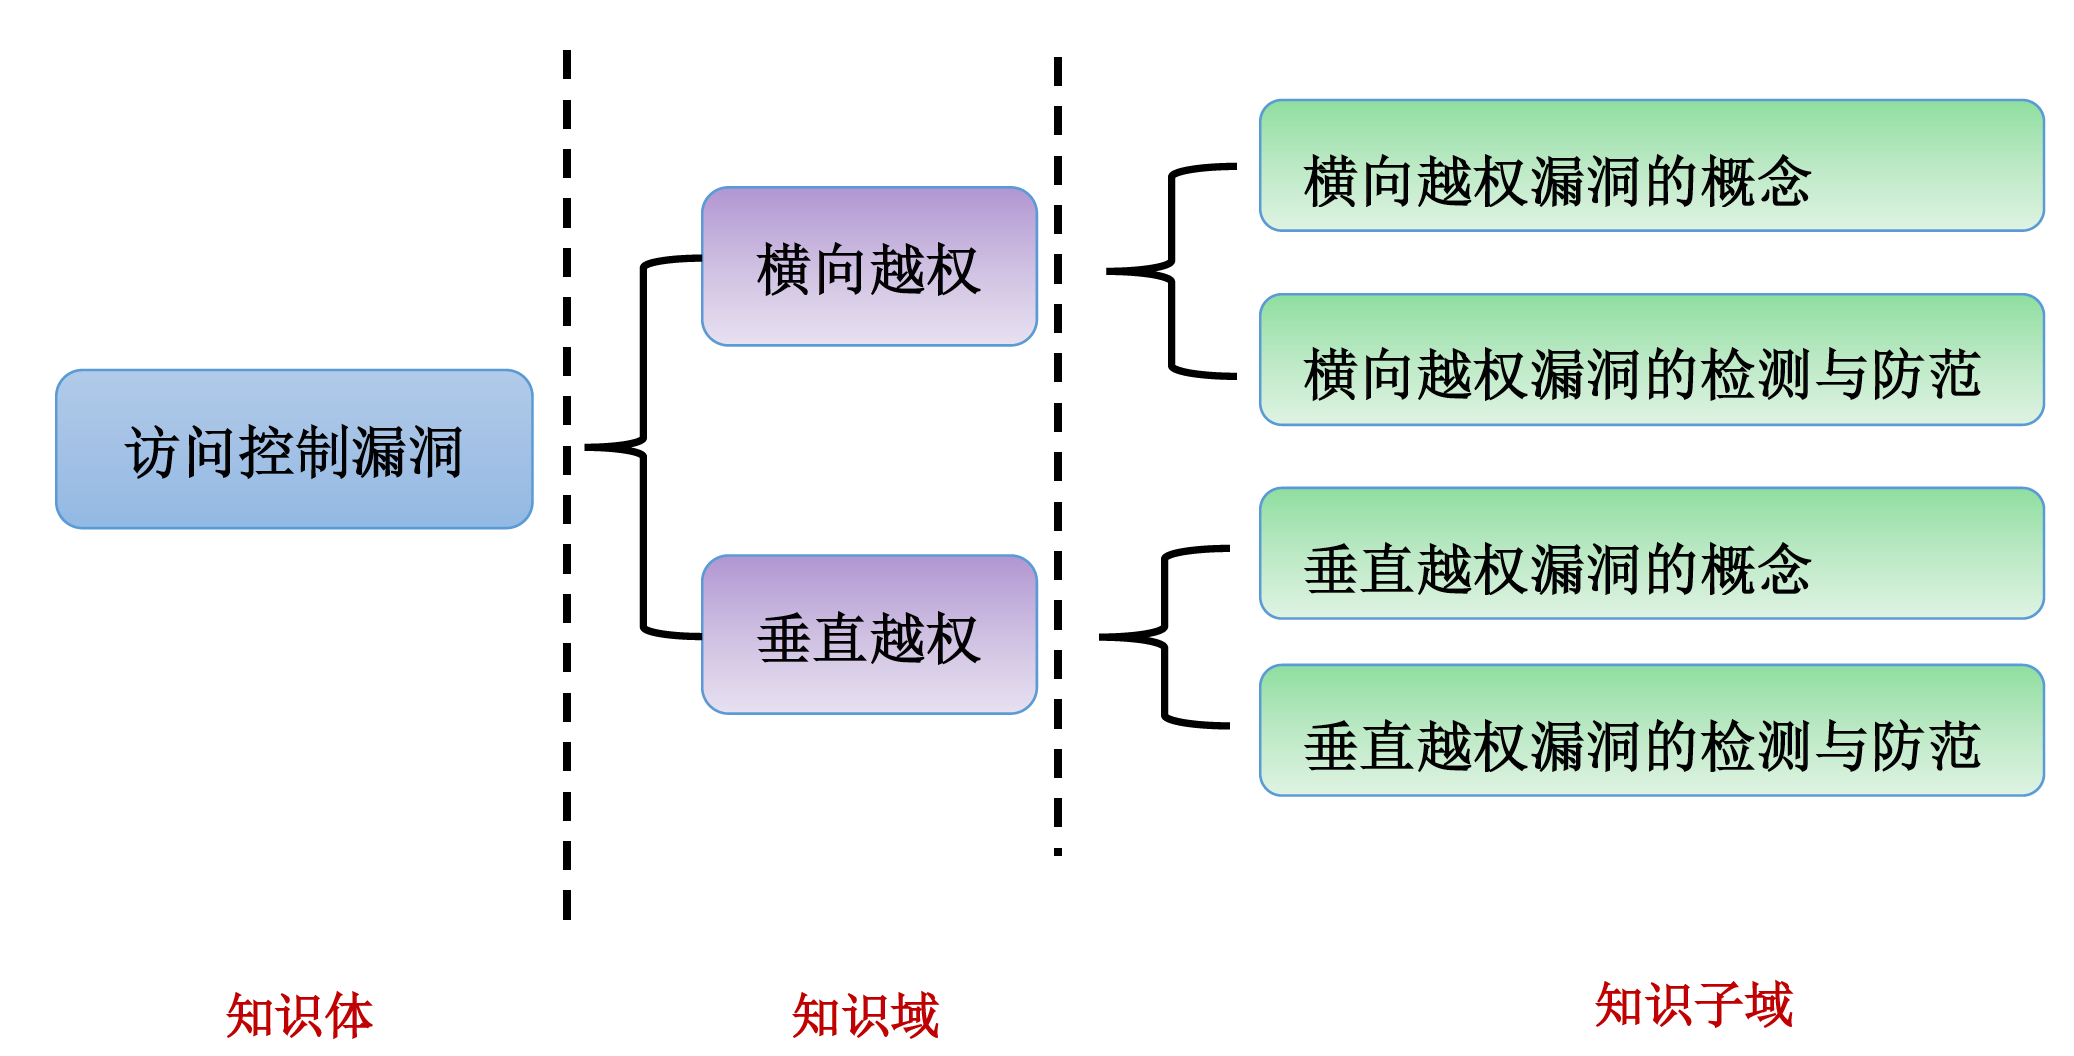 访问控制漏洞
横向越权
垂直越权
横向越权漏洞的概念
横向越权漏洞的检测与防范
垂直越权漏洞的概念
垂直越权漏洞的检测与防范
知识体
知识域
知识子域